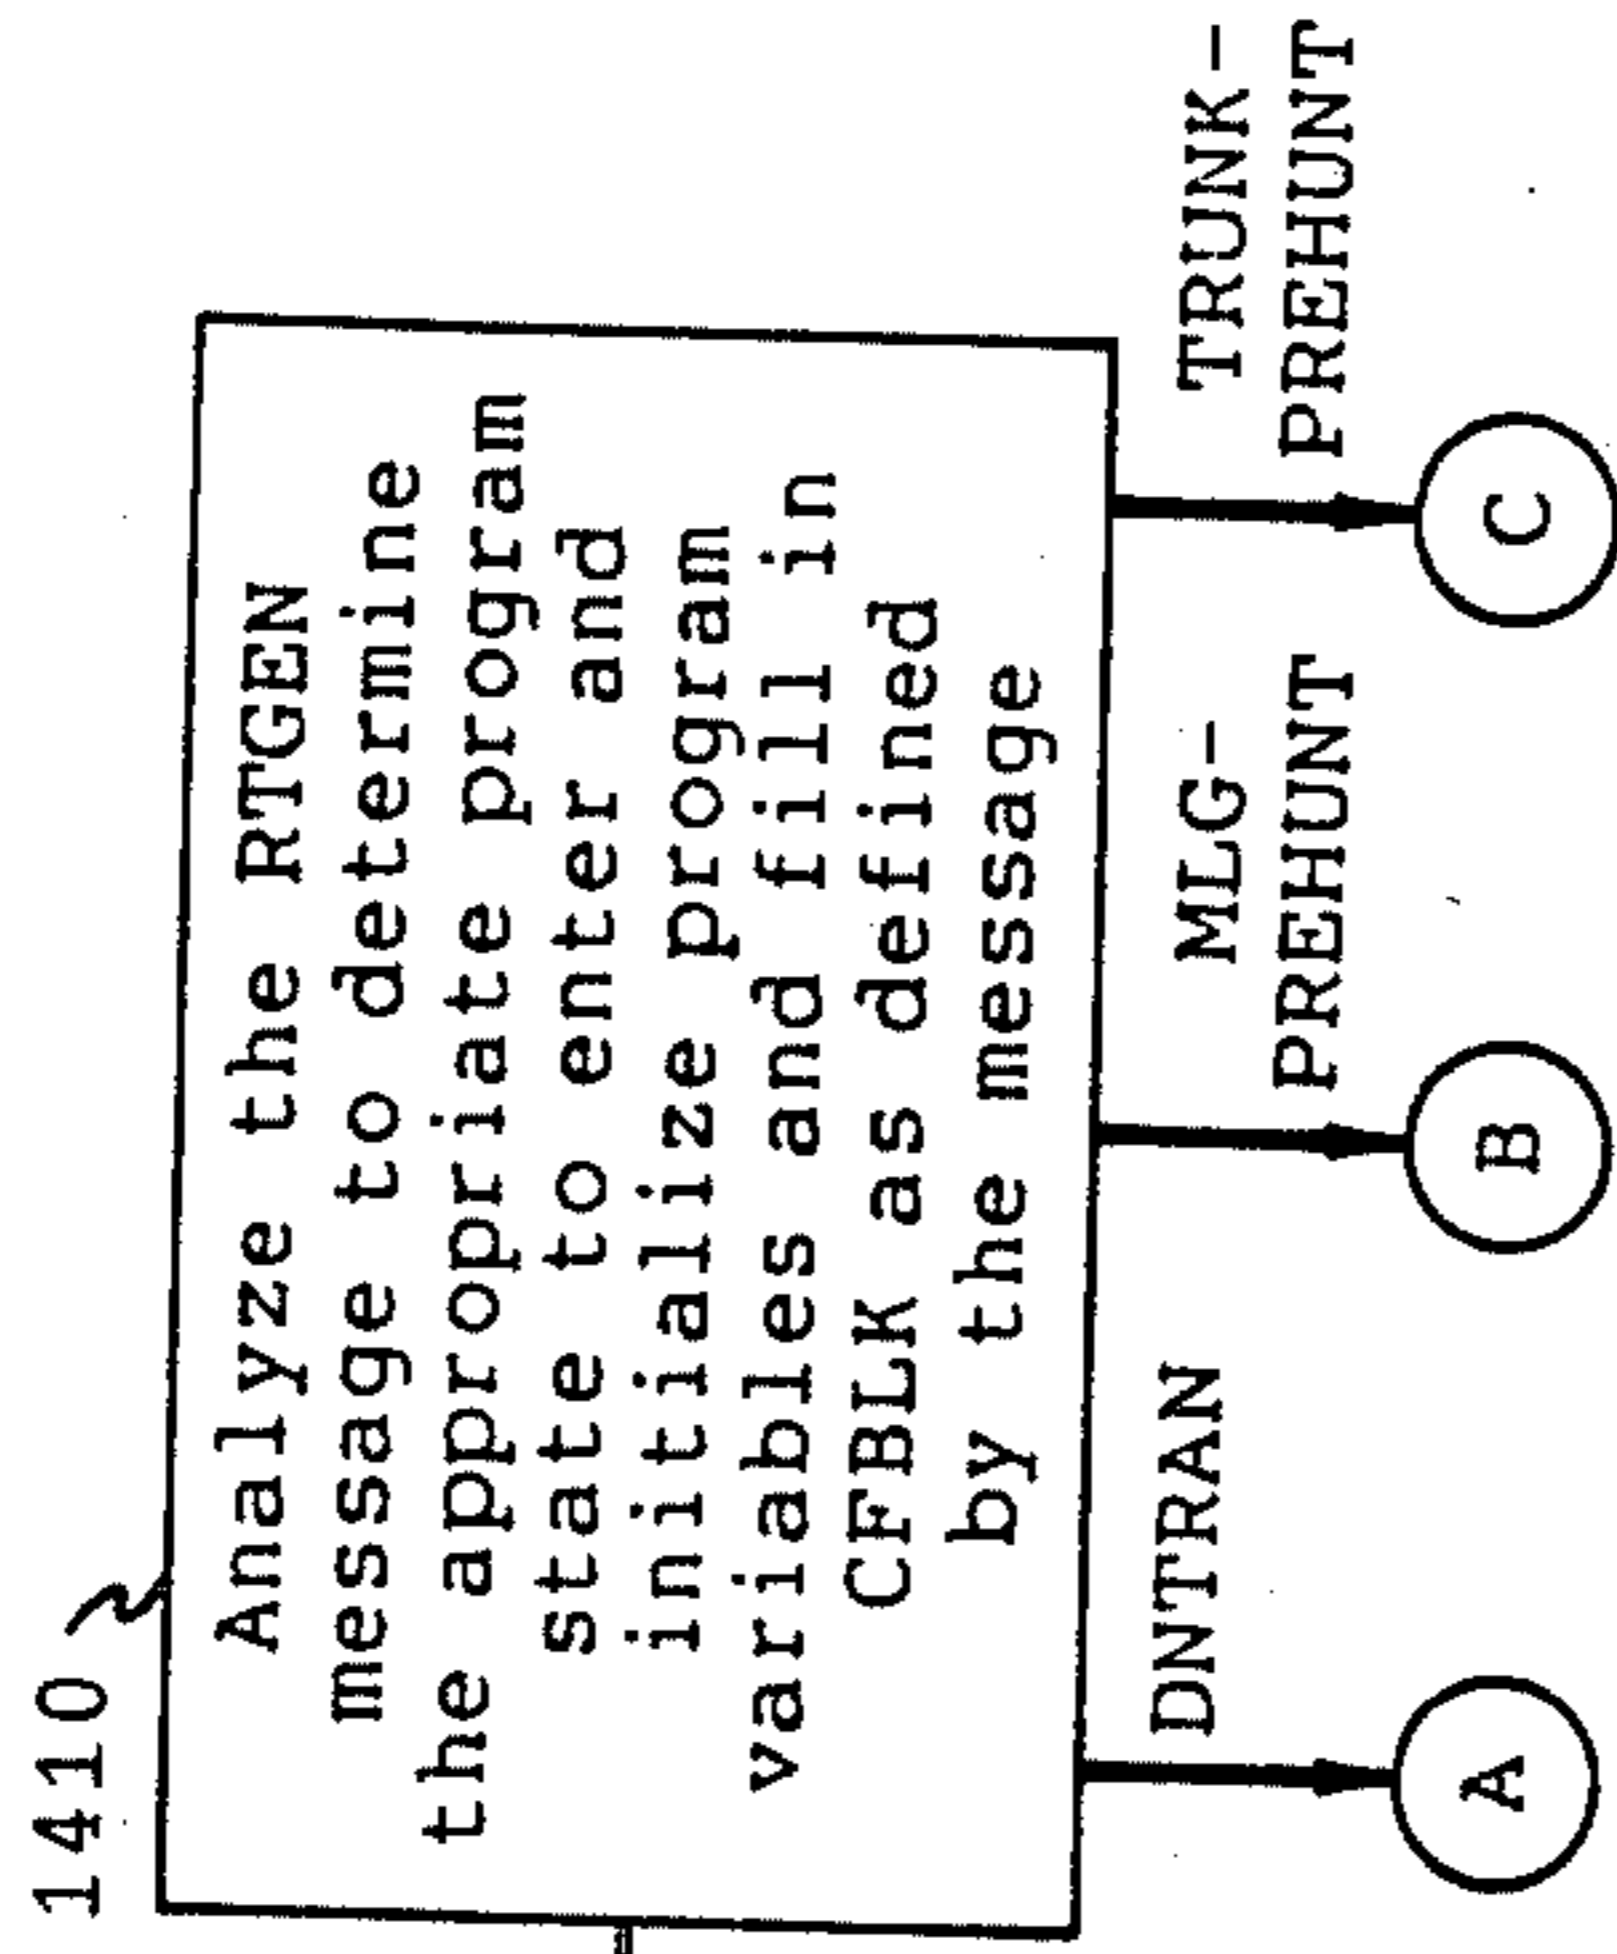 1410
Analyze the RTGEN
message to determine
the appropriate program
state to enter and
initialize program
variables and fill in
CFBLK as defined
by the message
DNTRAN
MLG-
PREHUNT
TRUNK-
PREHUNT
A
B
C